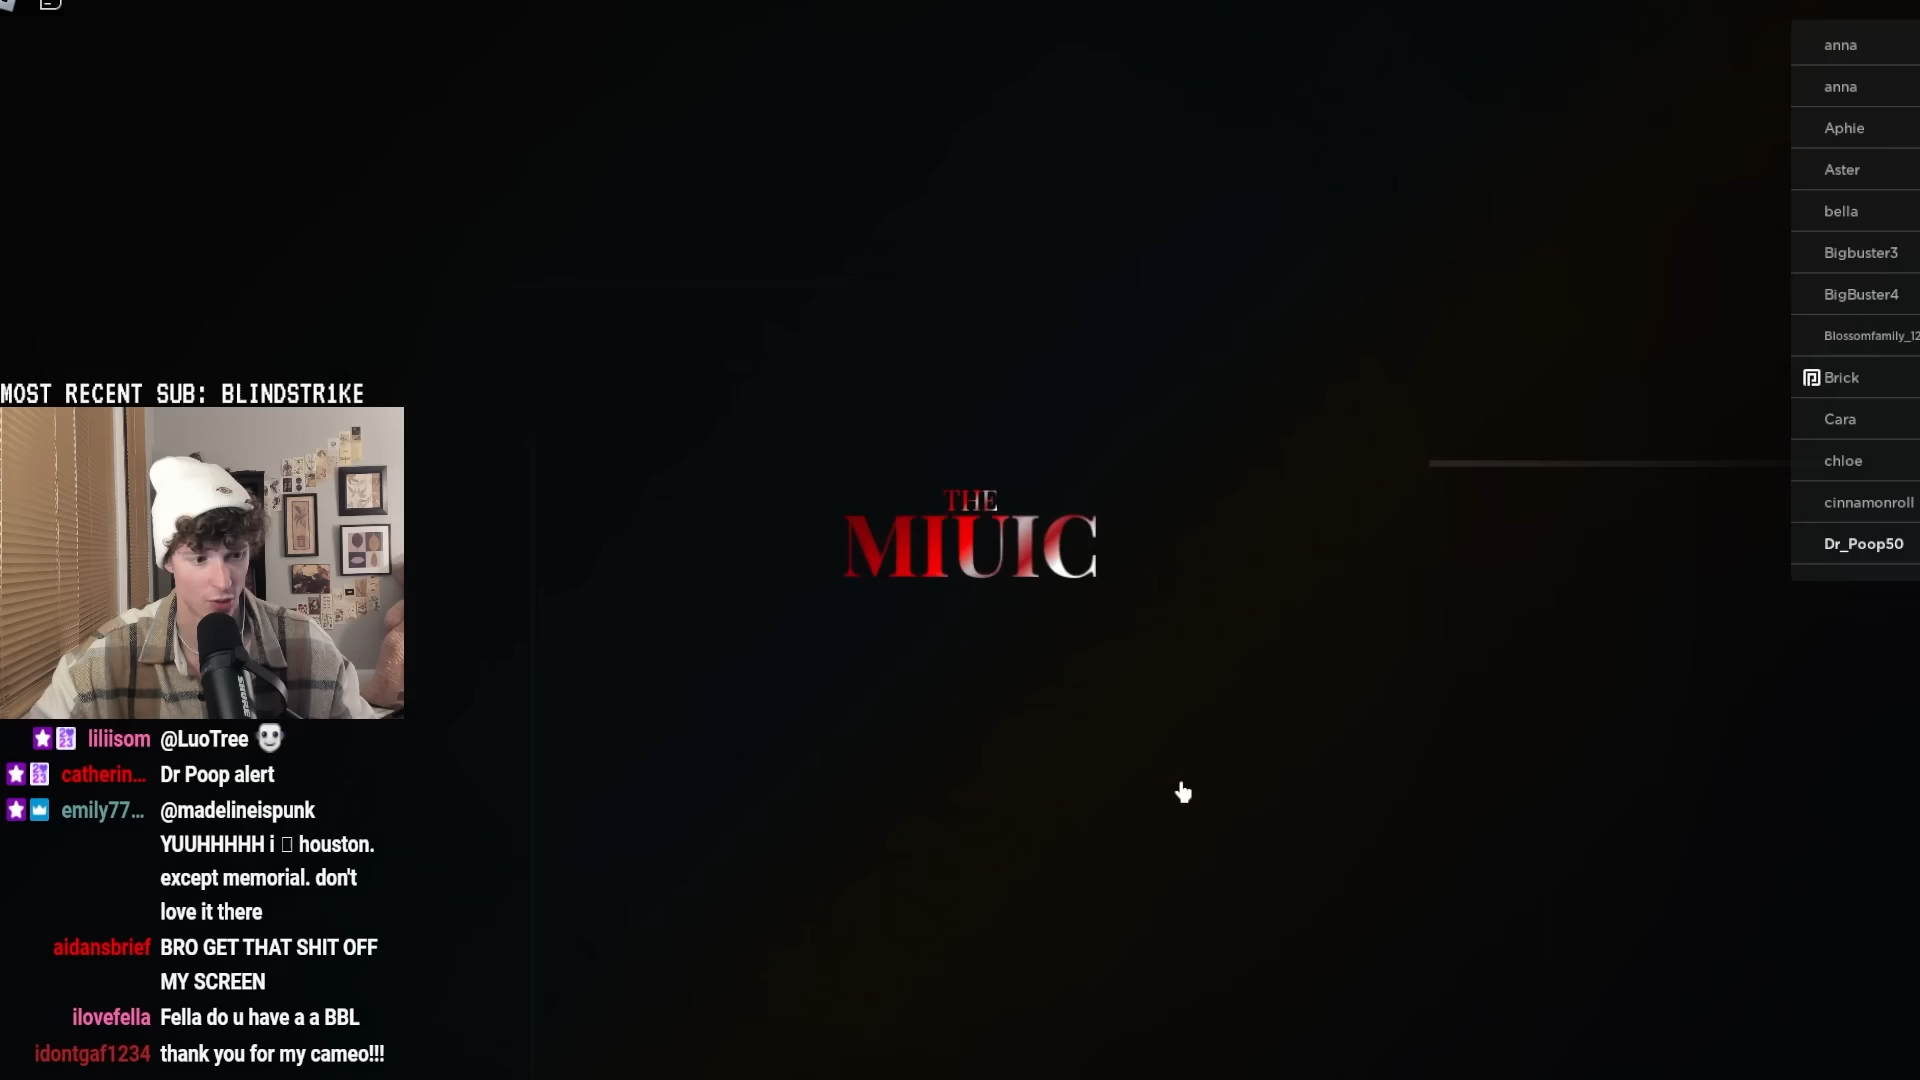 MOST RECENT SUB: BLINDSTR1KE
THE
MIUIC
anna
anna
Aphie
Aster
bella
Bigbuster3
BigBuster4
Blossomfamily_12
Brick
Cara
chloe
cinnamonroll
Dr_Poop50
liliisom @LuoTree
catherin... Dr Poop alert
emily77... @madelineispunk
YUUHHHHH i houston.
except memorial. don't
love it there
aidansbrief BRO GET THAT SHIT OFF
MY SCREEN
ilovefella Fella do u have a a BBL
idontgaf1234 thank you for my cameo!!!